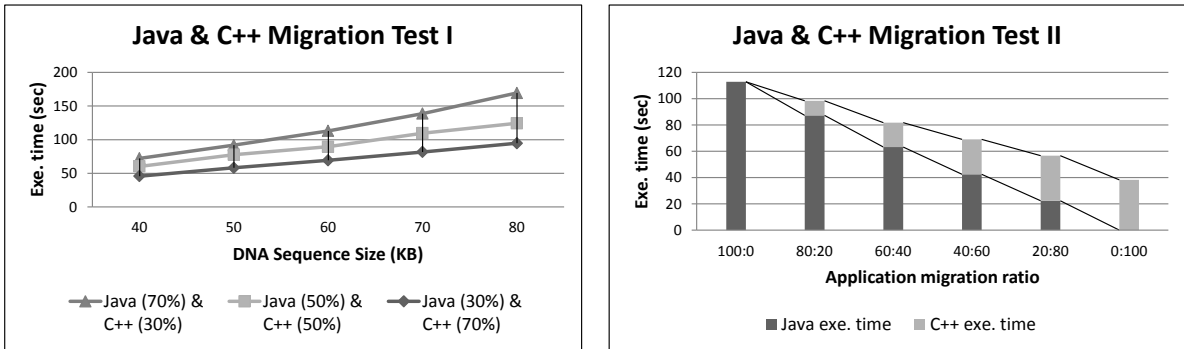 Java & C++ Migration Test I
200
150
100
50
0
Exe. time (sec)
40 50 60 70 80
DNA Sequence Size (KB)
Java (70%) & C++ (30%)
Java (50%) & C++ (50%)
Java (30%) & C++ (70%)
Java & C++ Migration Test II
120
100
80
60
40
20
0
Exe. time (sec)
100:0 80:20 60:40 40:60 20:80 0:100
Application migration ratio
Java exe. time C++ exe. time